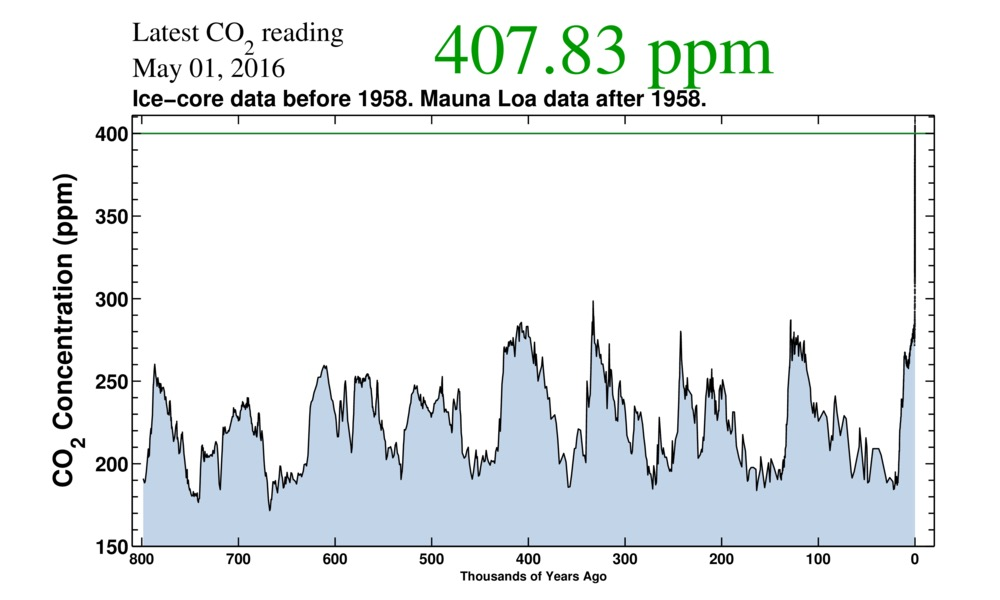 Latest CO2 reading
May 01, 2016
407.83 ppm
Ice–core data before 1958. Mauna Loa data after 1958.
CO2 Concentration (ppm)
400
350
300
250
200
150
800 700 600 500 400 300 200 100 0
Thousands of Years Ago